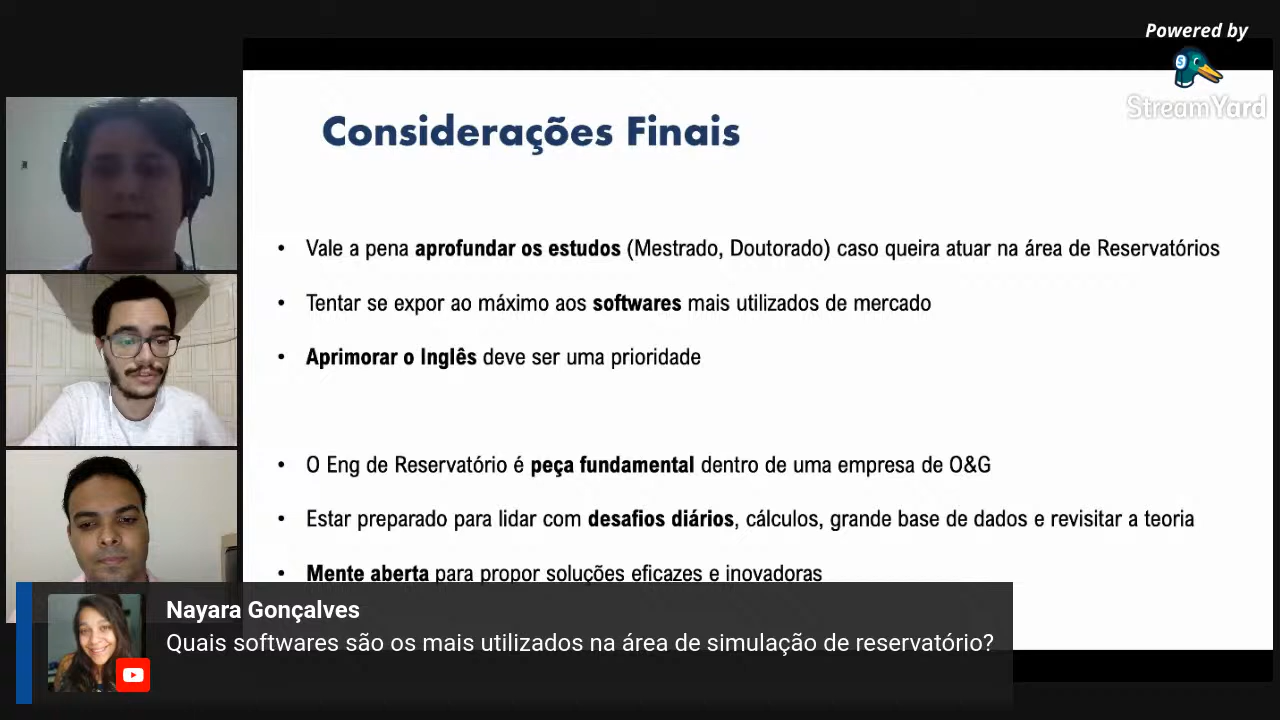 Powered by
StreamYard
Considerações Finais
• Vale a pena aprofundar os estudos (Mestrado, Doutorado) caso queira atuar na área de Reservatórios
• Tentar se expor ao máximo aos softwares mais utilizados de mercado
• Aprimorar o Inglês deve ser uma prioridade
• O Eng de Reservatório é peça fundamental dentro de uma empresa de O&G
• Estar preparado para lidar com desafios diários, cálculos, grande base de dados e revisitar a teoria
• Mente aberta para propor soluções eficazes e inovadoras
Nayara Gonçalves
Quais softwares são os mais utilizados na área de simulação de reservatório?